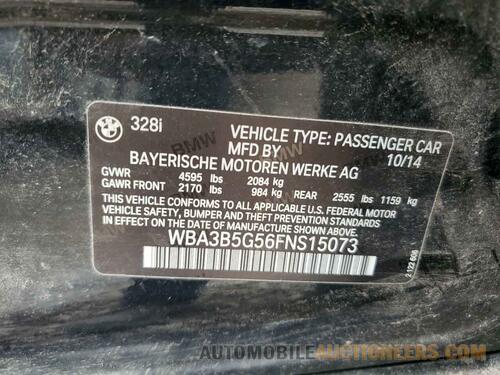 328i
VEHICLE TYPE: PASSENGER CAR
MFD BY 10/14
BAYERISCHE MOTOREN WERKE AG
GVWR 4595 lbs 2084 kg
GAWR FRONT 2170 lbs 984 kg REAR 2555 lbs 1159 kg
THIS VEHICLE CONFORMS TO ALL APPLICABLE U.S.
FEDERAL MOTOR VEHICLE SAFETY, BUMPER, AND
THEFT PREVENTION STANDARDS IN EFFECT ON THE
DATE OF MANUFACTURE SHOWN ABOVE.
WBA3B5G56FNS15073
BMW
AUTOMOBILEAUCTIONEERS.COM